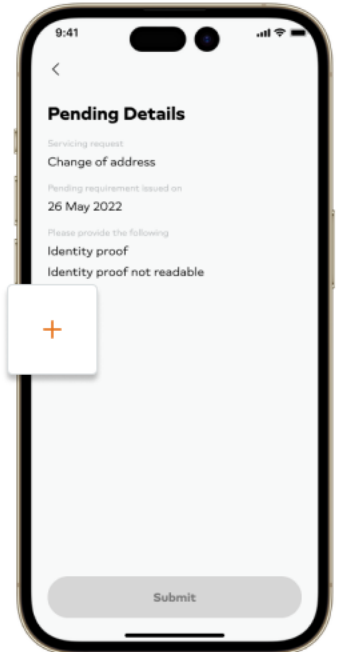 9:41
Pending Details
Servicing request
Change of address
Pending requirement issued on
26 May 2022
Please provide the following
Identity proof
Identity proof not readable
+
Submit